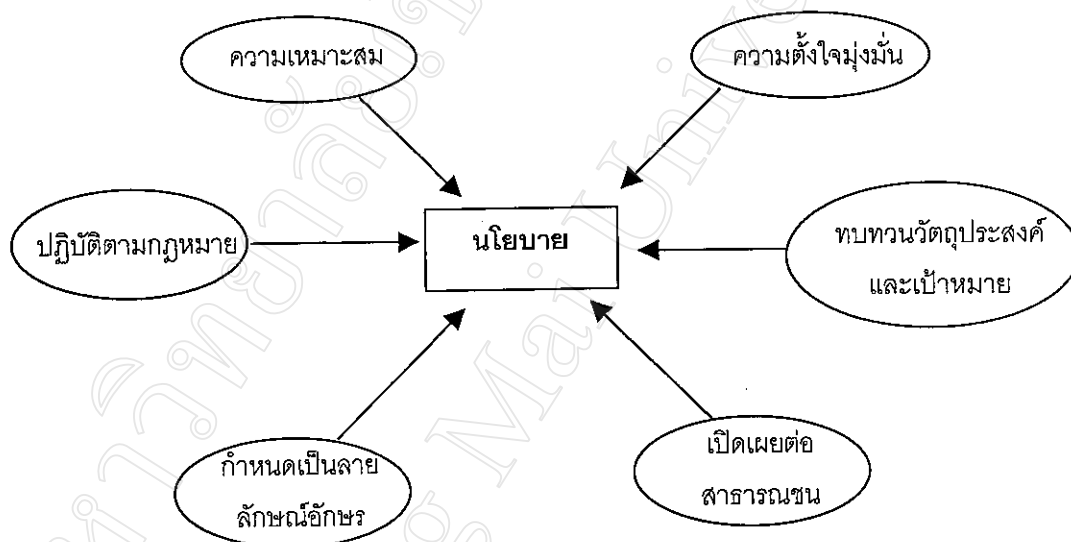 ความเหมาะสม
ความตั้งใจมุ่งมั่น
ปฏิบัติตามกฎหมาย
นโยบาย
ทบทวนวัตถุประสงค์
และเป้าหมาย
กำหนดเป็นลาย
ลักษณ์อักษร
เปิดเผยต่อ
สาธารณชน